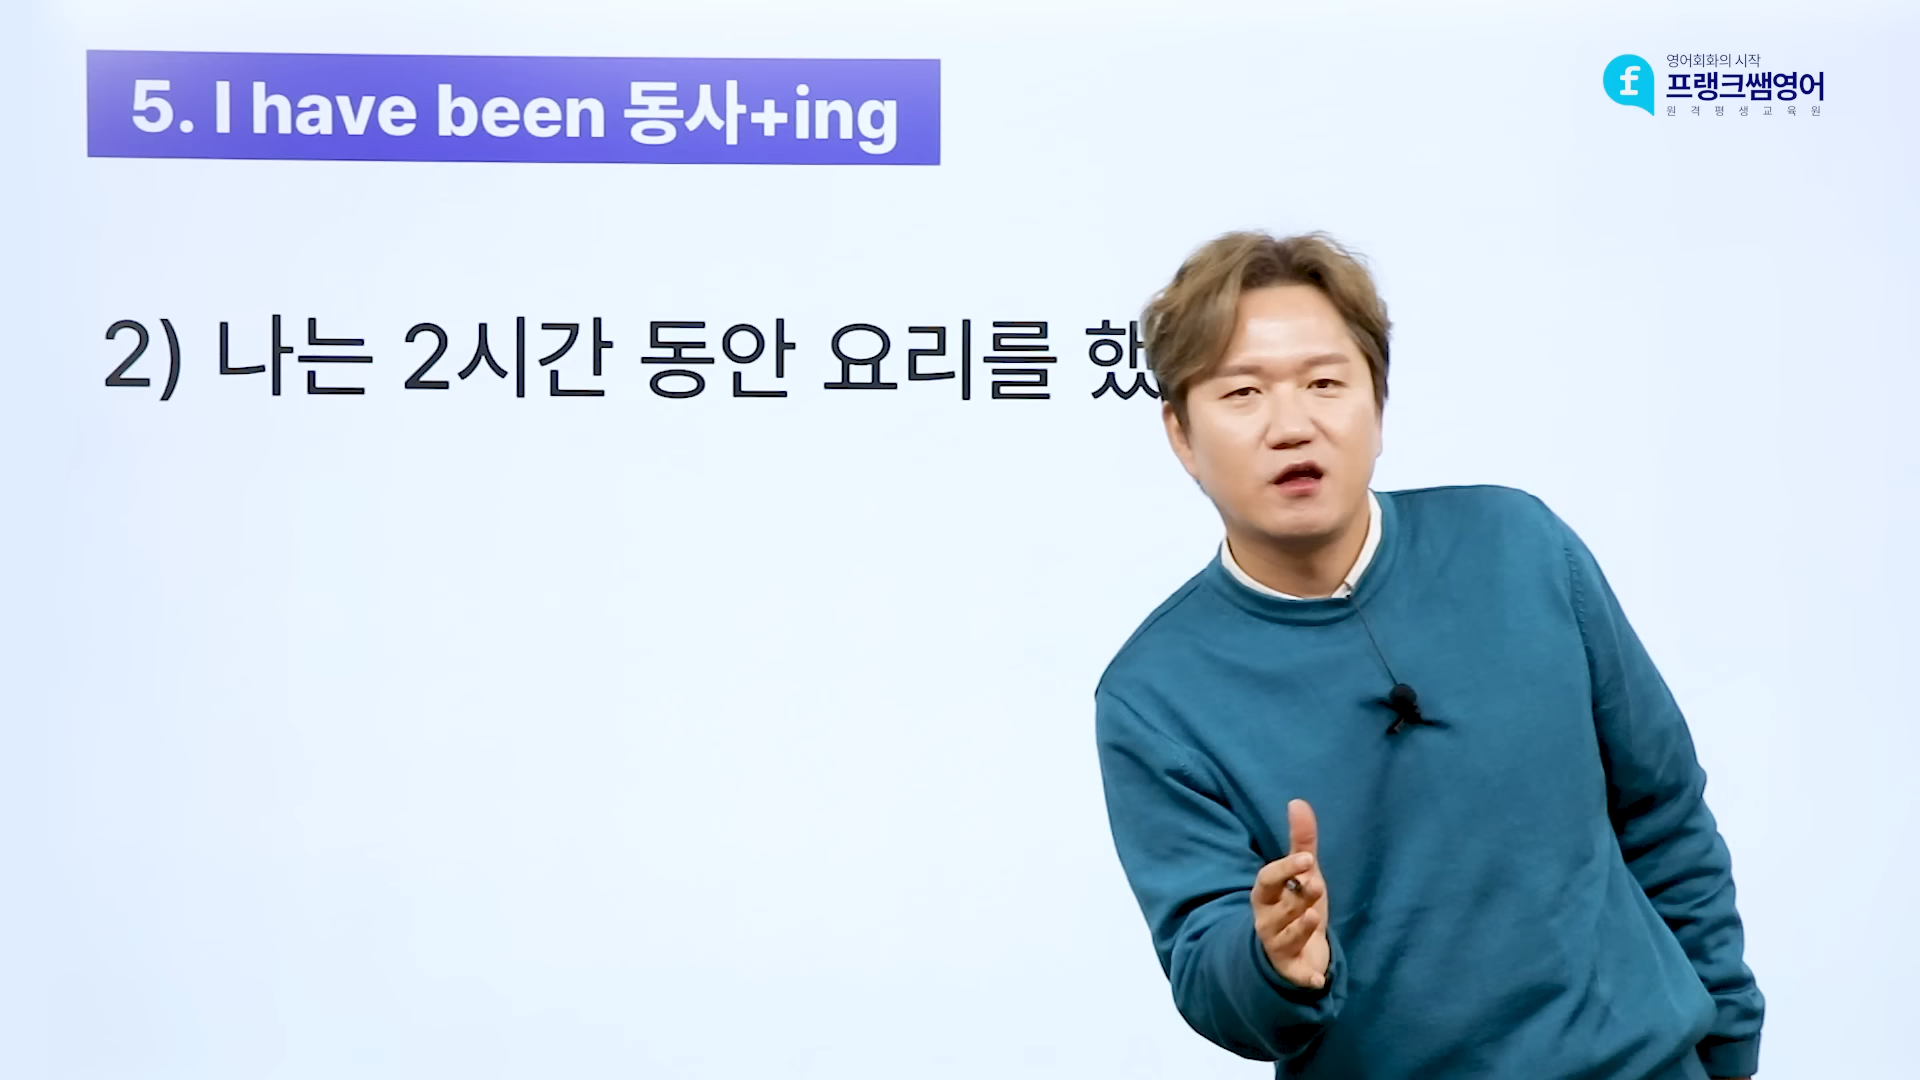 5. I have been 동사+ing
영어회화의 시작
프랭크쌤영어
원격평생교육원
2) 나는 2시간 동안 요리를